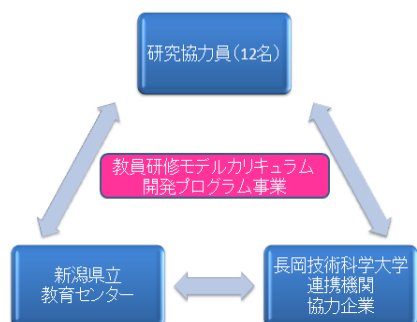 研究協力員(12名)
教員研修モデルカリキュラム
開発プログラム事業
新潟県立
教育センター
長岡技術科学大学
連携機関
協力企業